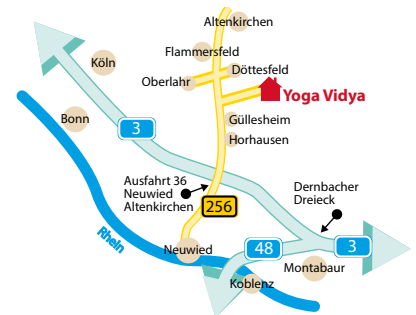 Altenkirchen
Flammersfeld
Köln
Oberlahr
Döttesfeld
Yoga Vidya
Bonn
3
Güllesheim
Horhausen
Ausfahrt 36
Neuwied
Altenkirchen
256
Dernbacher
Dreieck
Rhein
Neuwied
48
3
Montabaur
Koblenz